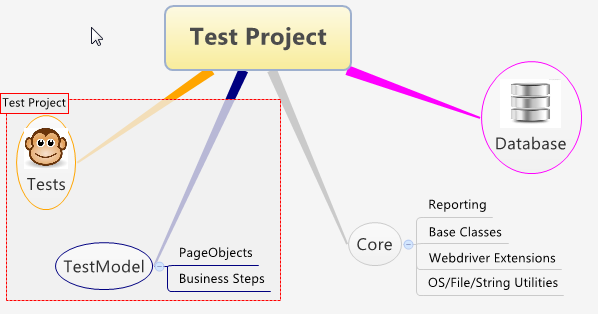 Test Project
Test Project
Tests
Database
TestModel
PageObjects
Business Steps
Core
Reporting
Base Classes
Webdriver Extensions
OS/File/String Utilities